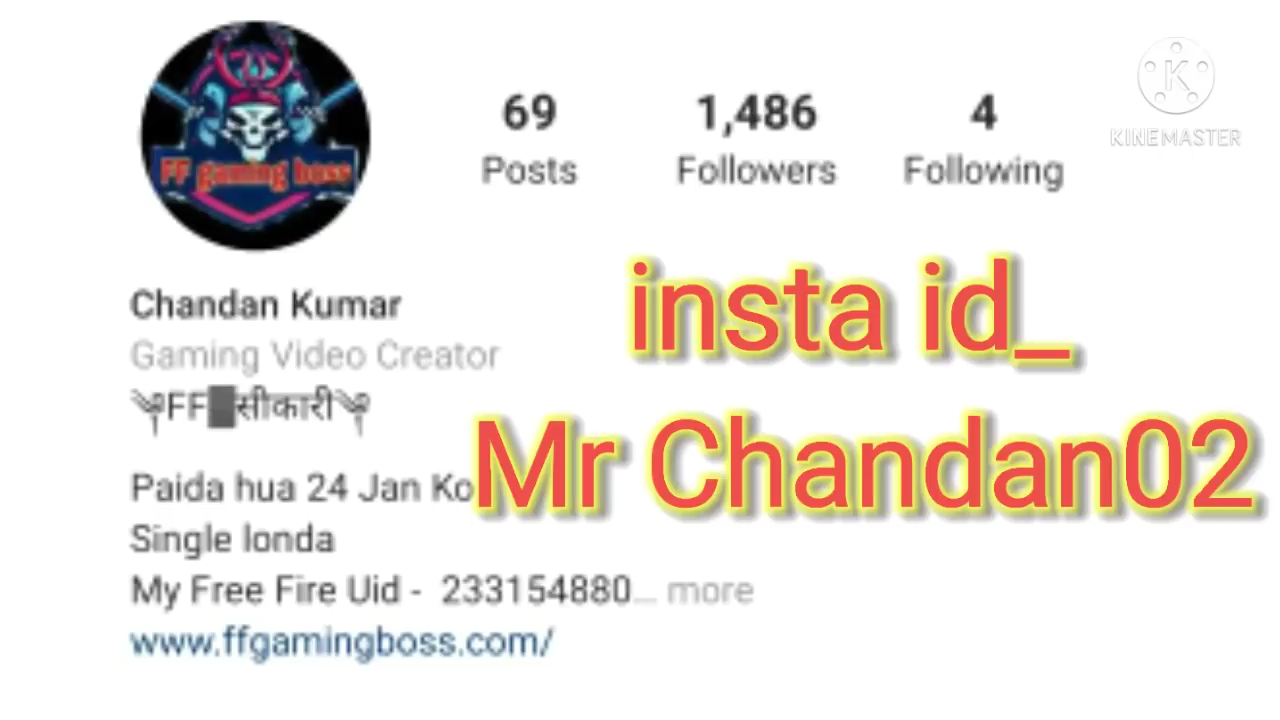 69 1,486 4
Posts Followers Following
KINEMASTER
FF gaming boss
Chandan Kumar
Gaming Video Creator
༆FF▓सीकारी༆
insta id_
Mr Chandan02
Paida hua 24 Jan Ko
Single londa
My Free Fire Uid - 233154880... more
www.ffgamingboss.com/